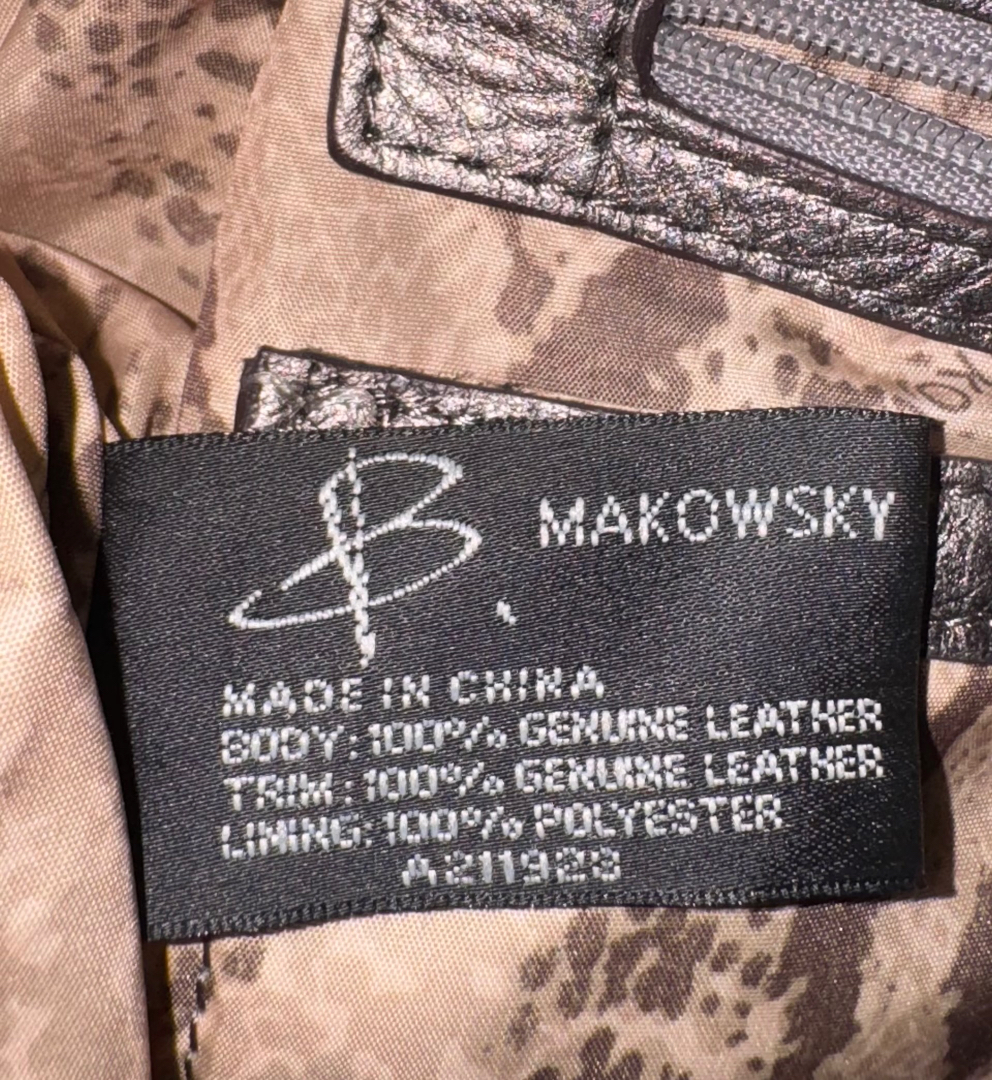 B. MAKOWSKY
MADE IN CHINA
BODY: 100% GENUINE LEATHER
TRIM: 100% GENUINE LEATHER
LINING: 100% POLYESTER
A211923